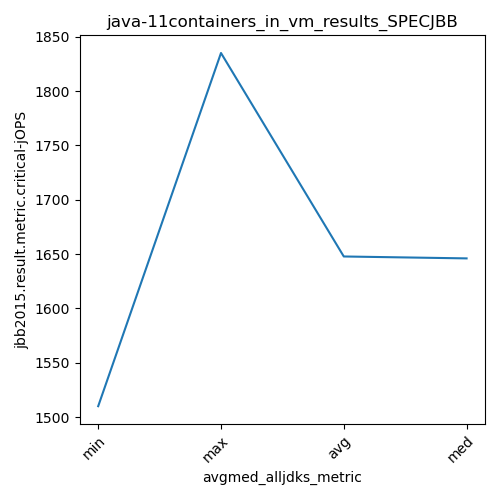 java-11containers_in_vm_results_SPECJBB
jbb2015.result.metric.critical-jOPS
1850
1800
1750
1700
1650
1600
1550
1500
min
max
avg
med
avgmed_alljdks_metric